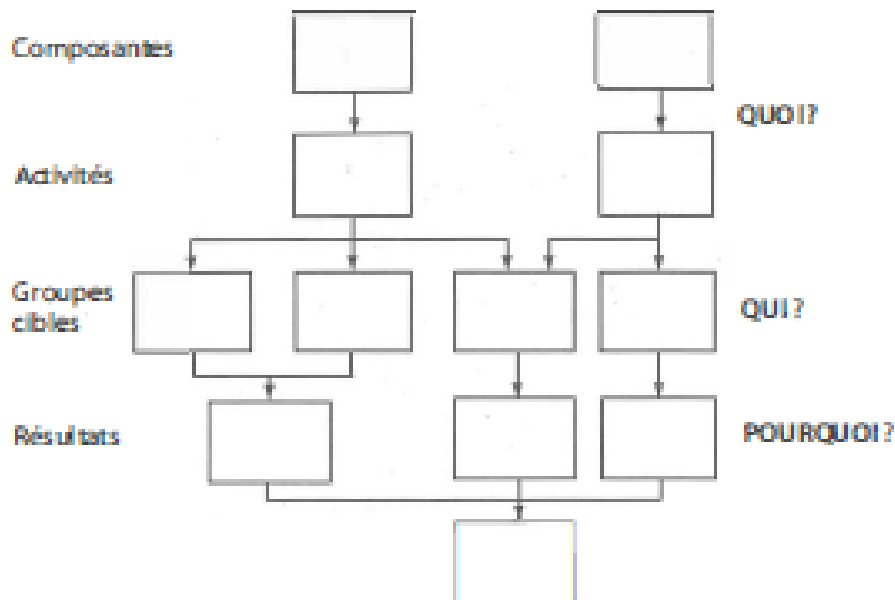 Composantes
QUOI?
Activités
Groupes
cibles
QUI?
Résultats
POURQUOI?